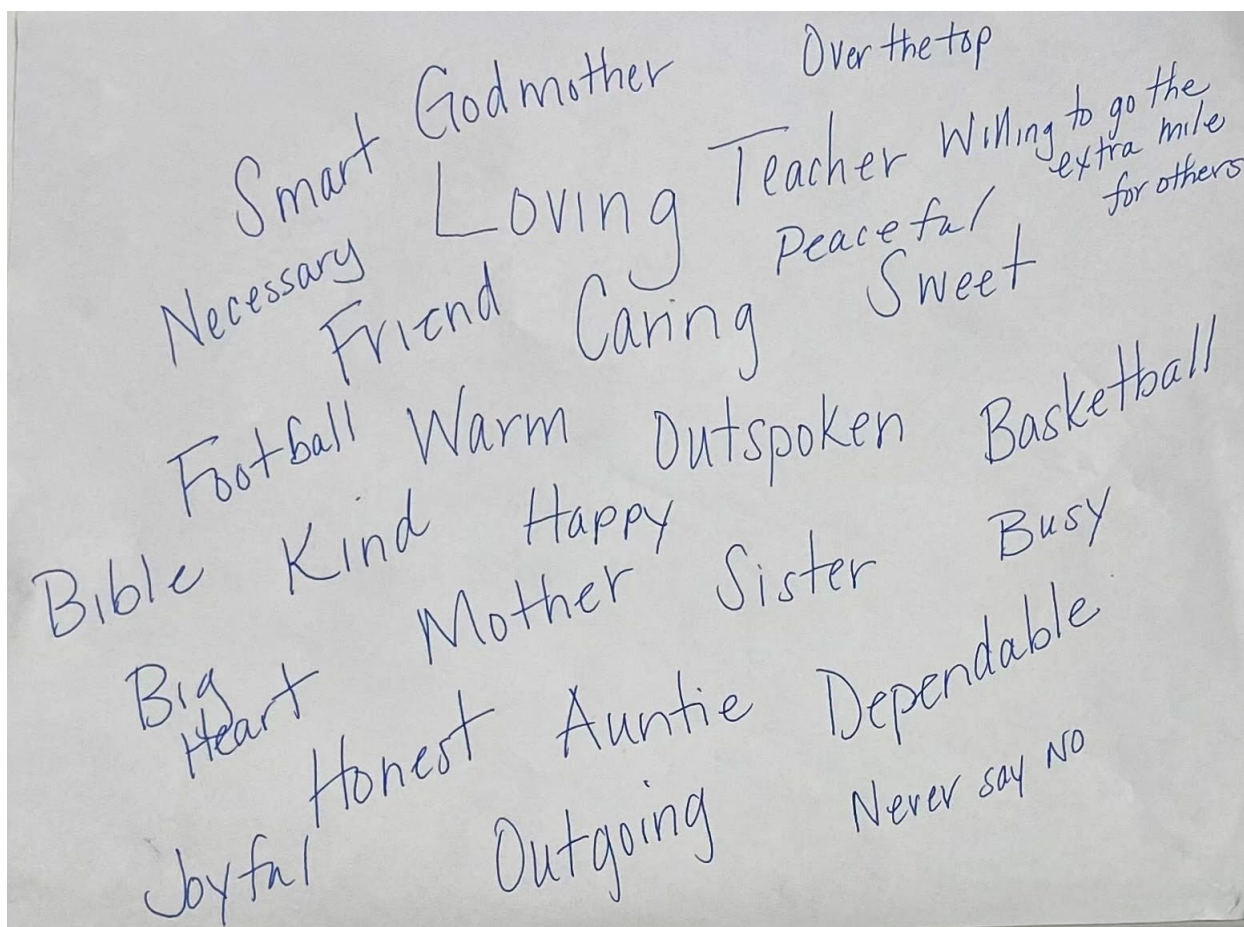 Over the top
Godmother
Smart
Teacher
Willing to go the
extra mile
for others
Loving
Peaceful
Necessary
Friend
Caring
Sweet
Football
Warm
Outspoken
Basketball
Bible
Kind
Happy
Busy
Mother
Sister
Big
Heart
Honest
Auntie
Dependable
Joyful
Outgoing
Never say NO